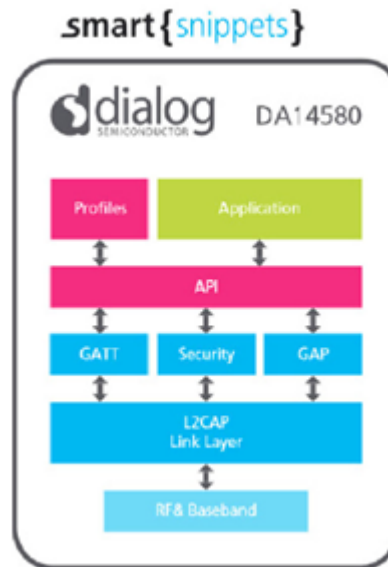 .smart{snippets}
dialog
SEMICONDUCTOR
DA14580
Profiles
Application
API
GATT
Security
GAP
L2CAP
Link Layer
RF& Baseband